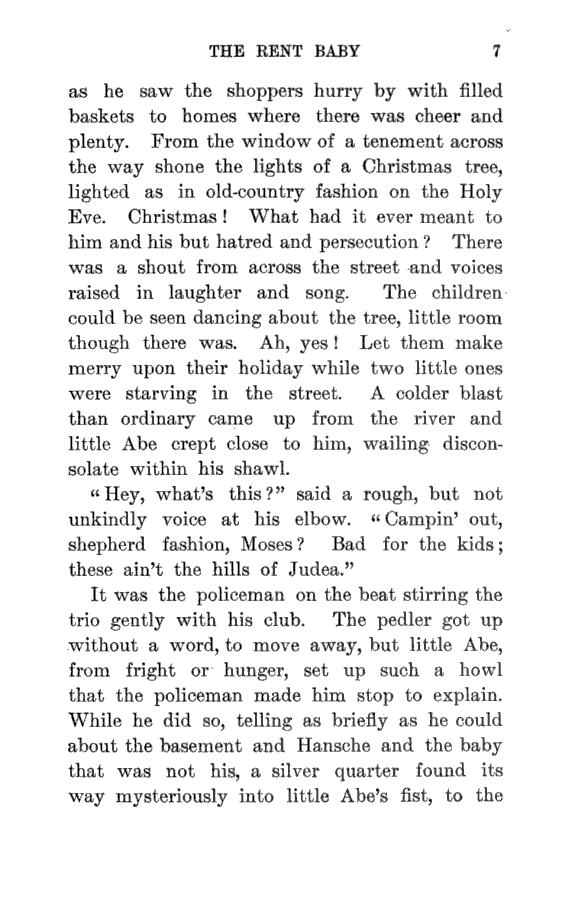 THE RENT BABY 7
as he saw the shoppers hurry by with filled
baskets to homes where there was cheer and
plenty. From the window of a tenement across
the way shone the lights of a Christmas tree,
lighted as in old-country fashion on the Holy
Eve. Christmas! What had it ever meant to
him and his but hatred and persecution? There
was a shout from across the street and voices
raised in laughter and song. The children
could be seen dancing about the tree, little room
though there was. Ah, yes! Let them make
merry upon their holiday while two little ones
were starving in the street. A colder blast
than ordinary came up from the river and
little Abe crept close to him, wailing discon-
solate within his shawl.
“Hey, what's this?” said a rough, but not
unkindly voice at his elbow. “Campin' out,
shepherd fashion, Moses? Bad for the kids;
these ain't the hills of Judea.”
It was the policeman on the beat stirring the
trio gently with his club. The pedler got up
without a word, to move away, but little Abe,
from fright or hunger, set up such a howl
that the policeman made him stop to explain.
While he did so, telling as briefly as he could
about the basement and Hansche and the baby
that was not his, a silver quarter found its
way mysteriously into little Abe's fist, to the